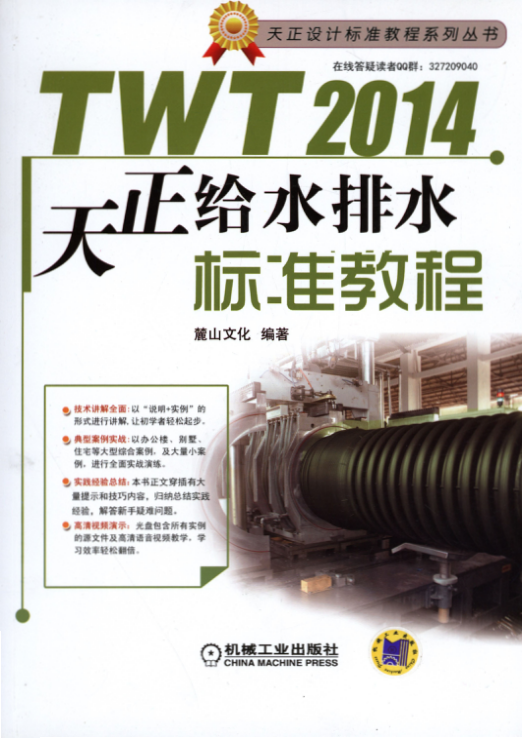 天正设计标准教程系列丛书
在线答疑读者QQ群：327209040
TWT 2014
天正给水排水
标准教程
麓山文化 编著
技术讲解全面：以“说明+实例”的
形式进行讲解，让初学者轻松起步。
典型案例实战：以办公楼、别墅、
住宅等大型综合案例，及大量小案
例，进行全面实战演练。
实践经验总结：本书正文穿插有大
量提示和技巧内容，归纳总结实践
经验，解答新手疑难问题。
高清视频演示：光盘包含所有实例
的源文件及高清语音视频教学，学
习效率轻松翻倍。
机械工业出版社
CHINA MACHINE PRESS